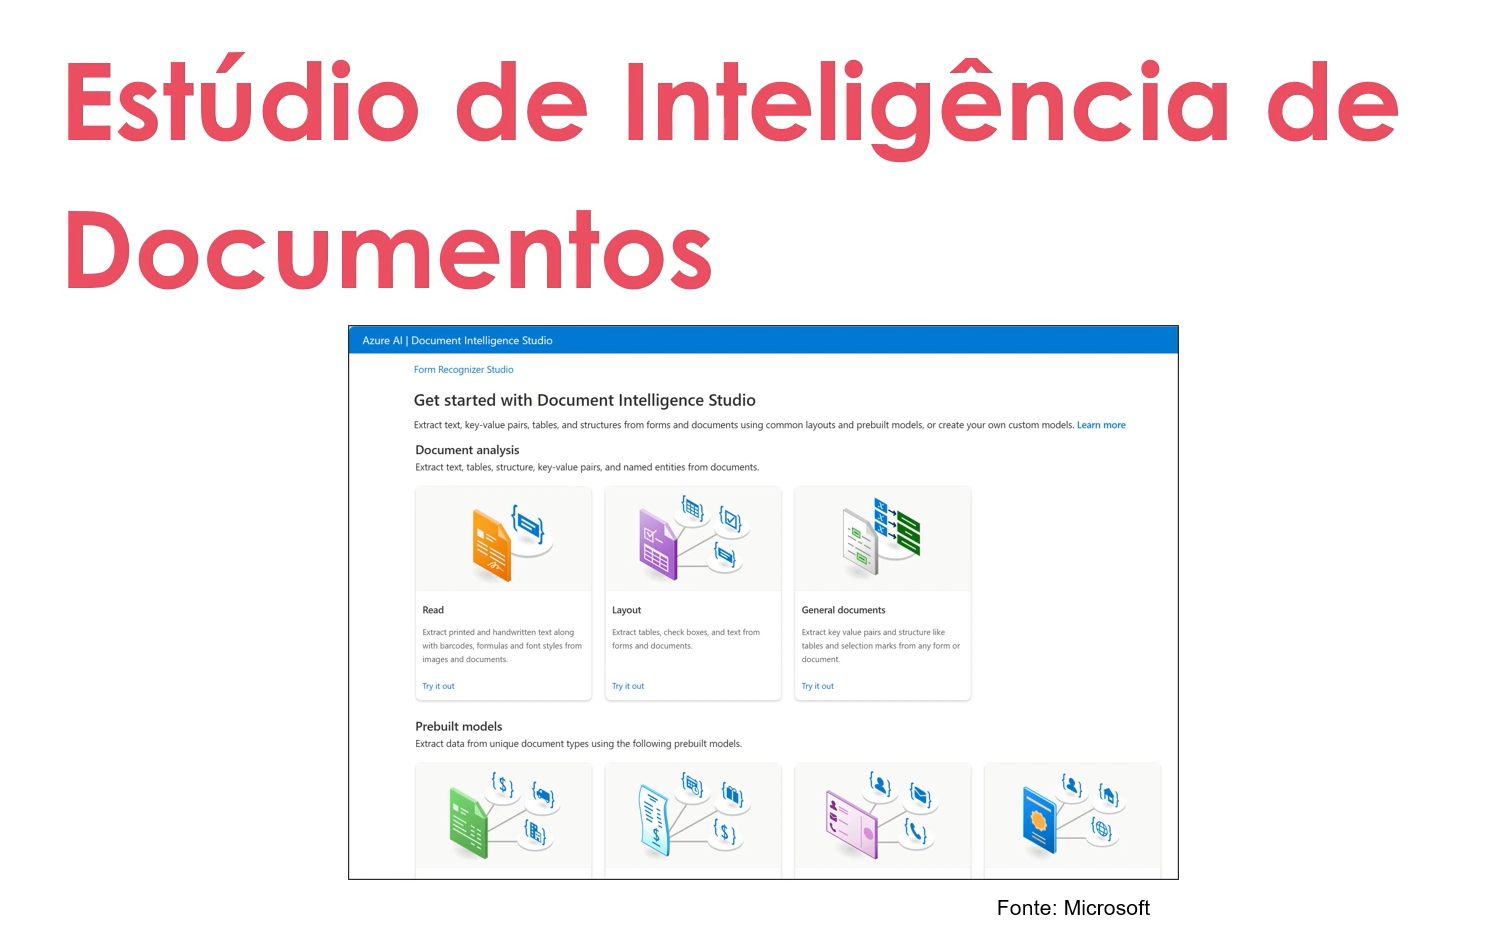 Estúdio de Inteligência de
Documentos
Azure AI | Document Intelligence Studio
Form Recognizer Studio
Get started with Document Intelligence Studio
Extract text, key-value pairs, tables, and structures from forms and documents using common layouts and prebuilt models, or create your own custom models. Learn more
Document analysis
Extract text, tables, structure, key-value pairs, and named entities from documents.
Read
Extract printed and handwritten text along
with barcodes, formulas and font styles from
images and documents.
Try it out
Layout
Extract tables, check boxes, and text from
forms and documents.
Try it out
General documents
Extract key value pairs and structure like
tables and selection marks from any form or
document.
Try it out
Prebuilt models
Extract data from unique document types using the following prebuilt models.
Fonte: Microsoft